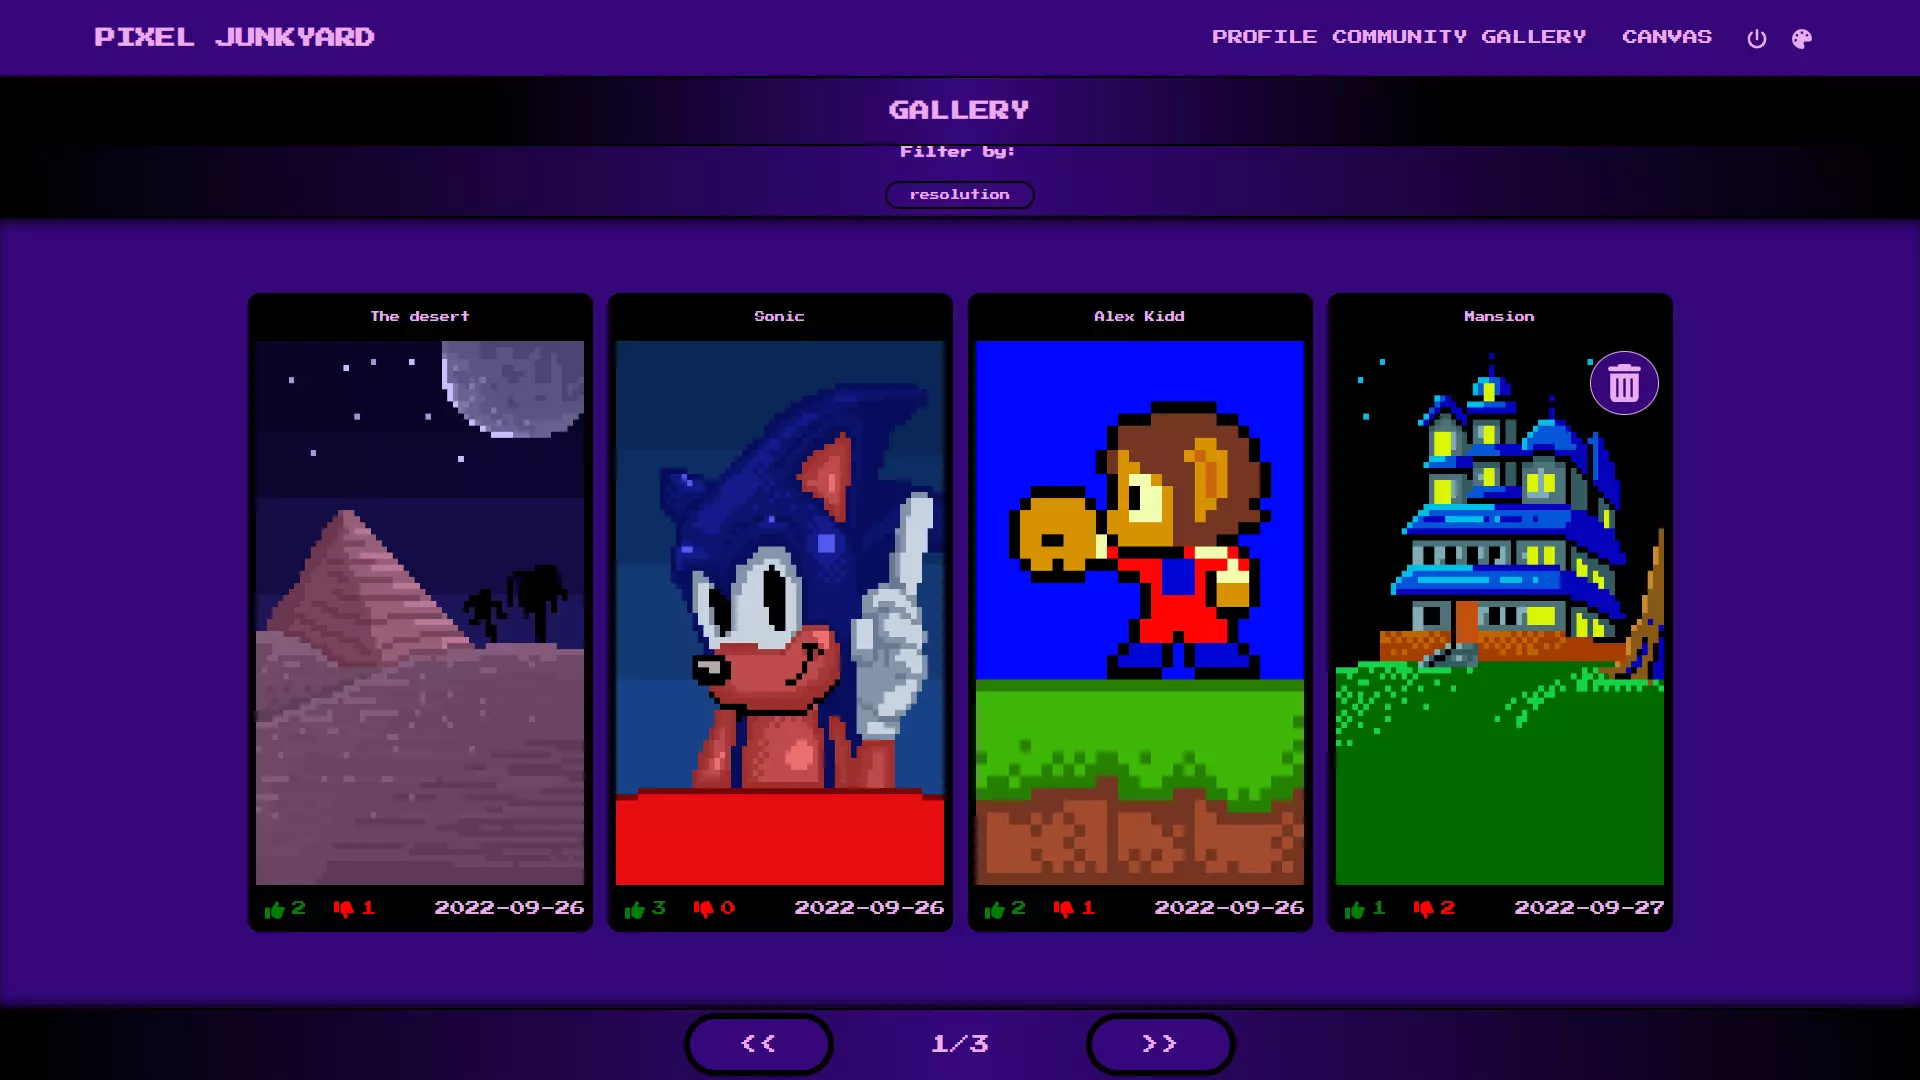 PIXEL JUNKYARD
PROFILE COMMUNITY GALLERY CANVAS
GALLERY
Filter by:
resolution
The desert
Sonic
Alex Kidd
Mansion
2 1 2022-09-26
3 0 2022-09-26
2 1 2022-09-26
1 2 2022-09-27
<< 1/3 >>